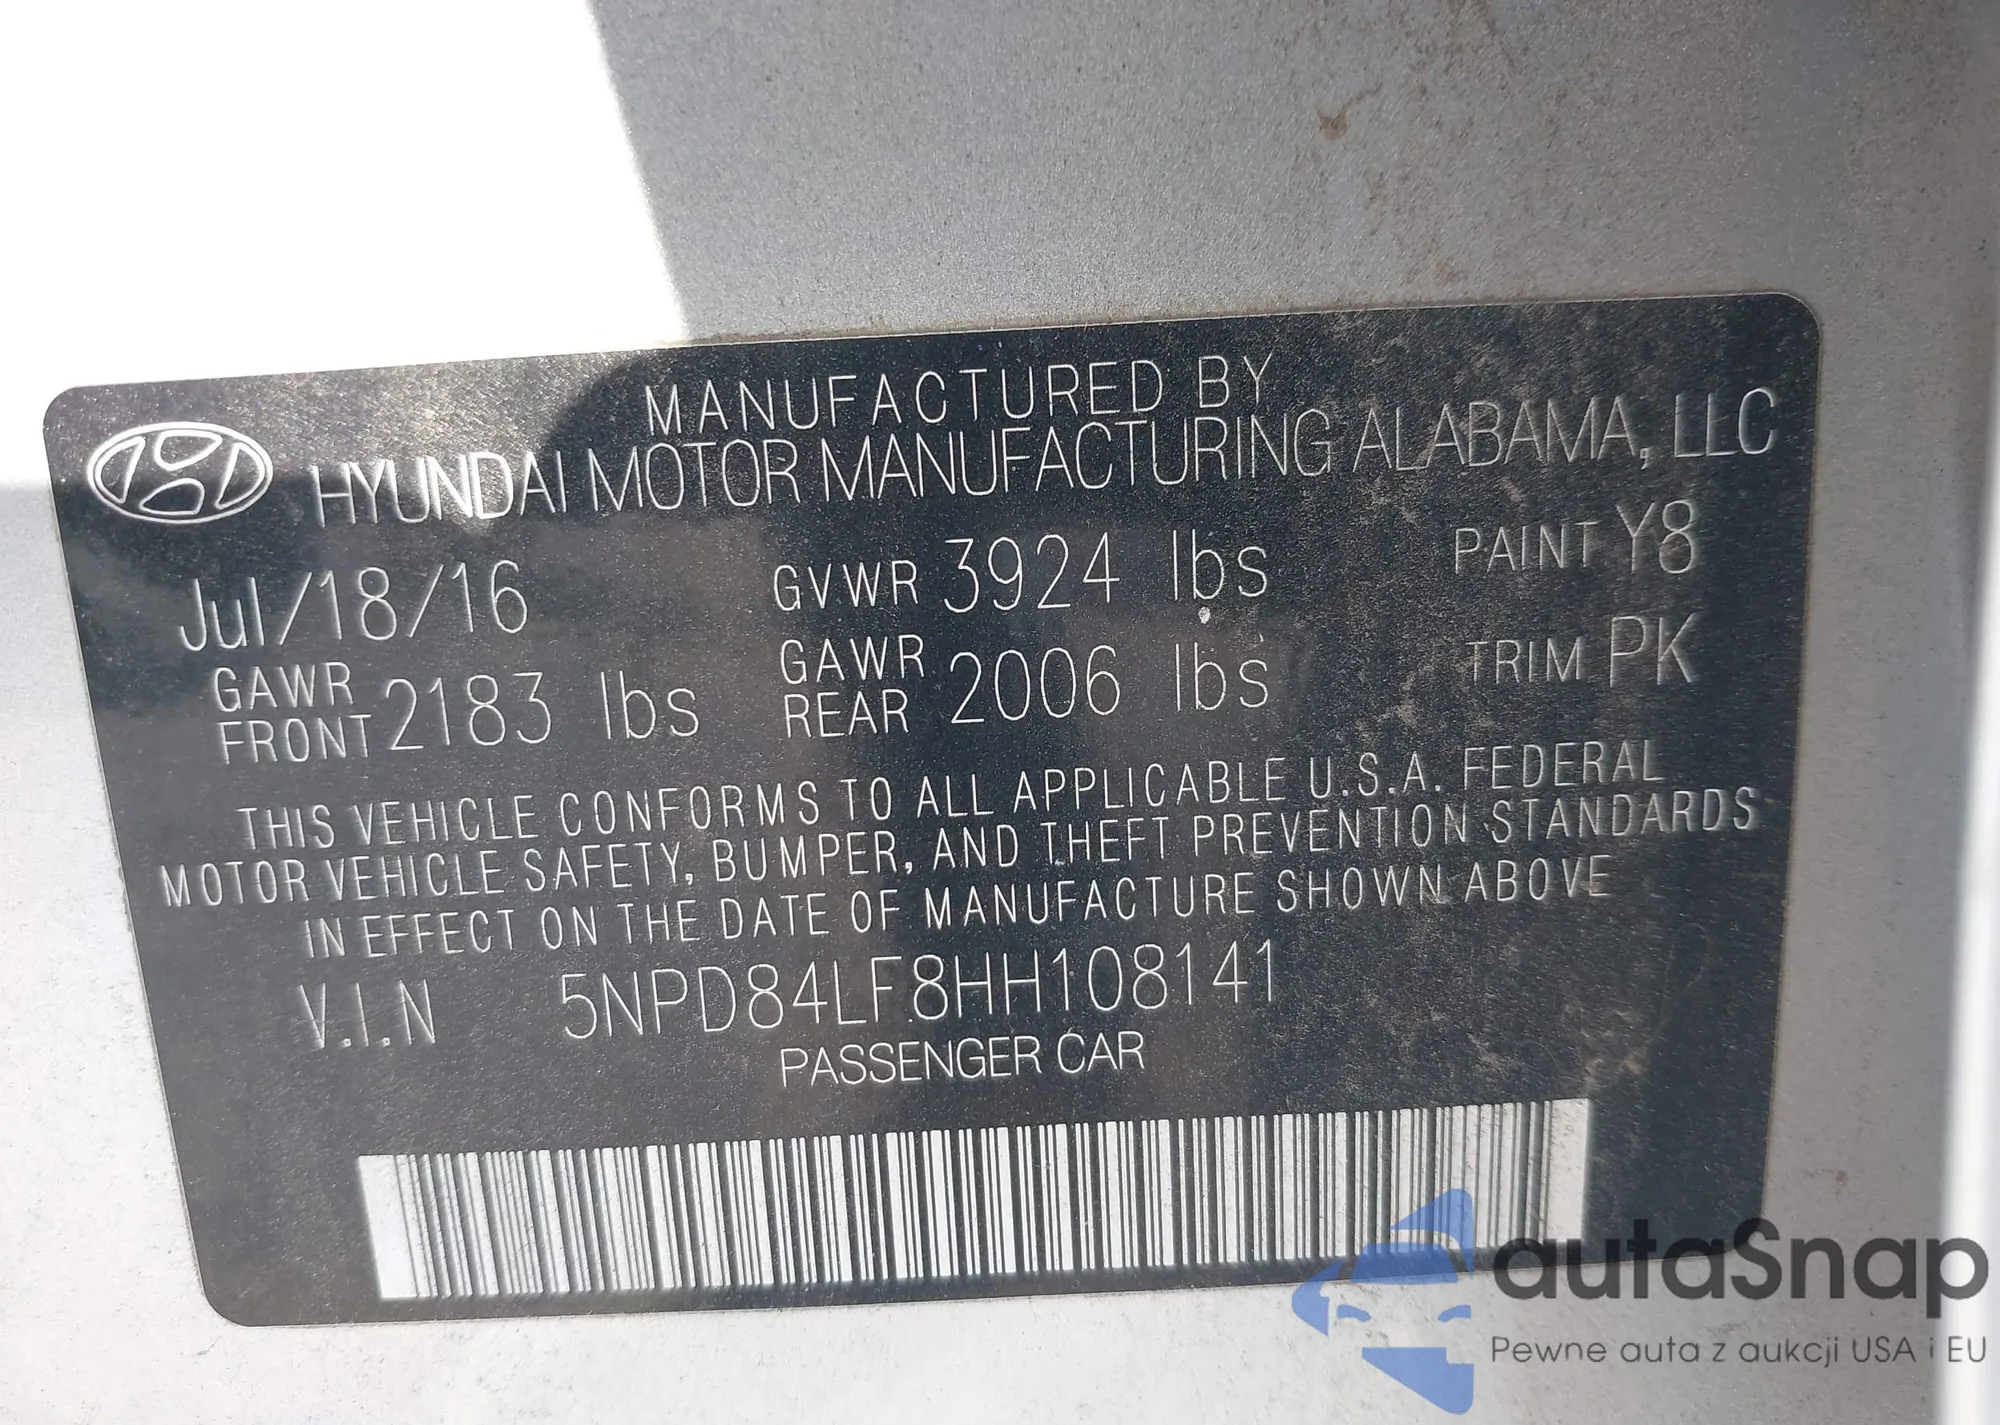 MANUFACTURED BY
HYUNDAI MOTOR MANUFACTURING ALABAMA, LLC
Jul/18/16 GVWR 3924 lbs PAINT Y8
GAWR FRONT 2183 lbs GAWR REAR 2006 lbs TRIM PK
THIS VEHICLE CONFORMS TO ALL APPLICABLE U.S.A. FEDERAL
MOTOR VEHICLE SAFETY, BUMPER, AND THEFT PREVENTION STANDARDS
IN EFFECT ON THE DATE OF MANUFACTURE SHOWN ABOVE
V.I.N 5NPD84LF8HH108141
PASSENGER CAR
autaSnap
Pewne auta z aukcji USA i EU